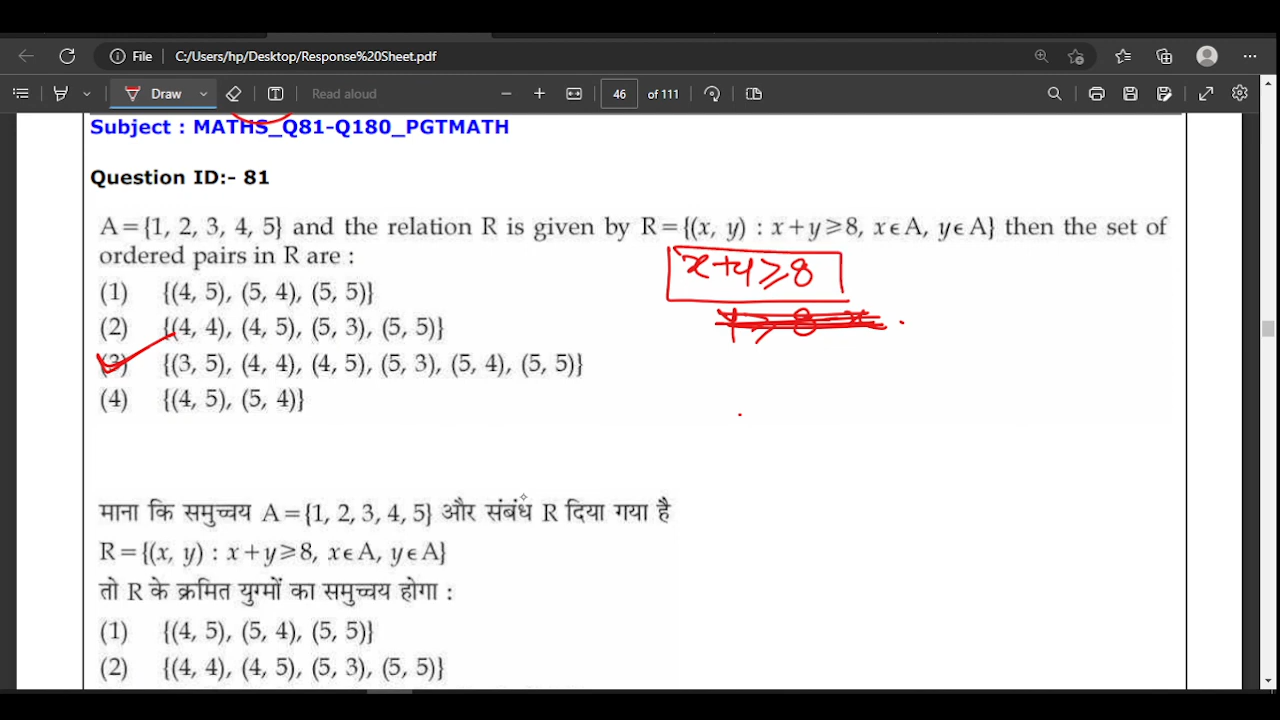 File C:/Users/hp/Desktop/Response%20Sheet.pdf
Draw Read aloud 46 of 111
Subject : MATHS_Q81-Q180_PGTMATH
Question ID:- 81
A={1, 2, 3, 4, 5} and the relation R is given by R={(x, y) : x+y⩾8, x∈A, y∈A} then the set of
ordered pairs in R are :
x+y⩾8
(1) {(4, 5), (5, 4), (5, 5)}
(2) {(4, 4), (4, 5), (5, 3), (5, 5)}
(3) {(3, 5), (4, 4), (4, 5), (5, 3), (5, 4), (5, 5)}
(4) {(4, 5), (5, 4)}
माना कि समुच्चय A={1, 2, 3, 4, 5} और संबंध R दिया गया है
R={(x, y) : x+y⩾8, x∈A, y∈A}
तो R के क्रमित युग्मों का समुच्चय होगा :
(1) {(4, 5), (5, 4), (5, 5)}
(2) {(4, 4), (4, 5), (5, 3), (5, 5)}